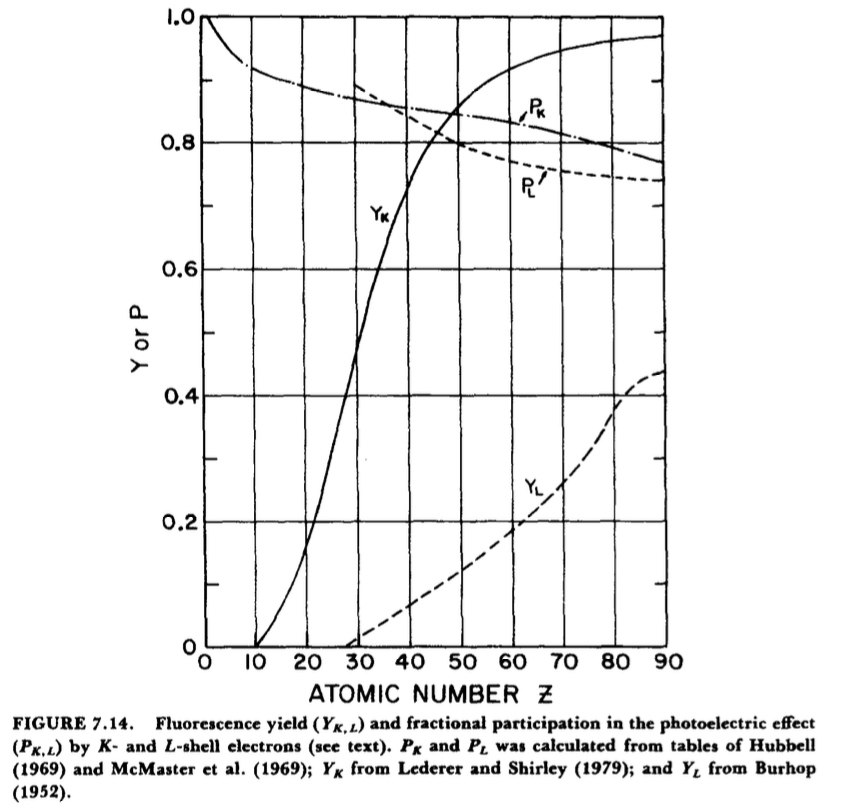 1.0
0.8
0.6
0.4
0.2
0
Y or P
P_K
P_L
Y_K
Y_L
0 10 20 30 40 50 60 70 80 90
ATOMIC NUMBER Z
FIGURE 7.14. Fluorescence yield (Y_{K,L}) and fractional participation in the photoelectric effect
(P_{K,L}) by K- and L-shell electrons (see text). P_K and P_L was calculated from tables of Hubbell
(1969) and McMaster et al. (1969); Y_K from Lederer and Shirley (1979); and Y_L from Burhop
(1952).